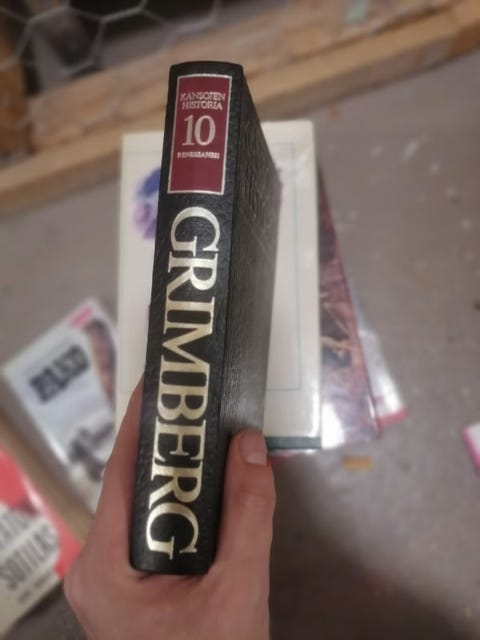 KANSOJEN
HISTORIA
10
RENESSANSSI
GRIMBERG